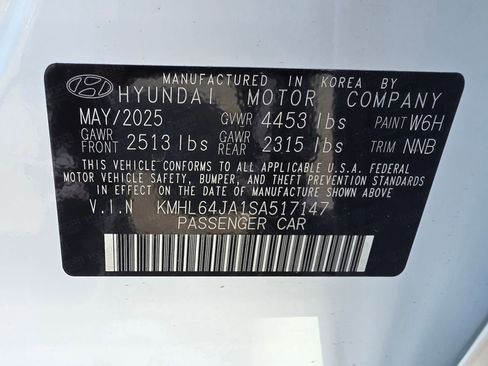 MANUFACTURED IN KOREA BY
HYUNDAI MOTOR COMPANY
MAY/2025 GVWR 4453 lbs PAINT W6H
GAWR FRONT 2513 lbs GAWR REAR 2315 lbs TRIM NNB
THIS VEHICLE CONFORMS TO ALL APPLICABLE U.S.A. FEDERAL
MOTOR VEHICLE SAFETY, BUMPER, AND THEFT PREVENTION STANDARDS
IN EFFECT ON THE DATE OF MANUFACTURE SHOWN ABOVE.
V.I.N KMHL64JA1SA517147
PASSENGER CAR